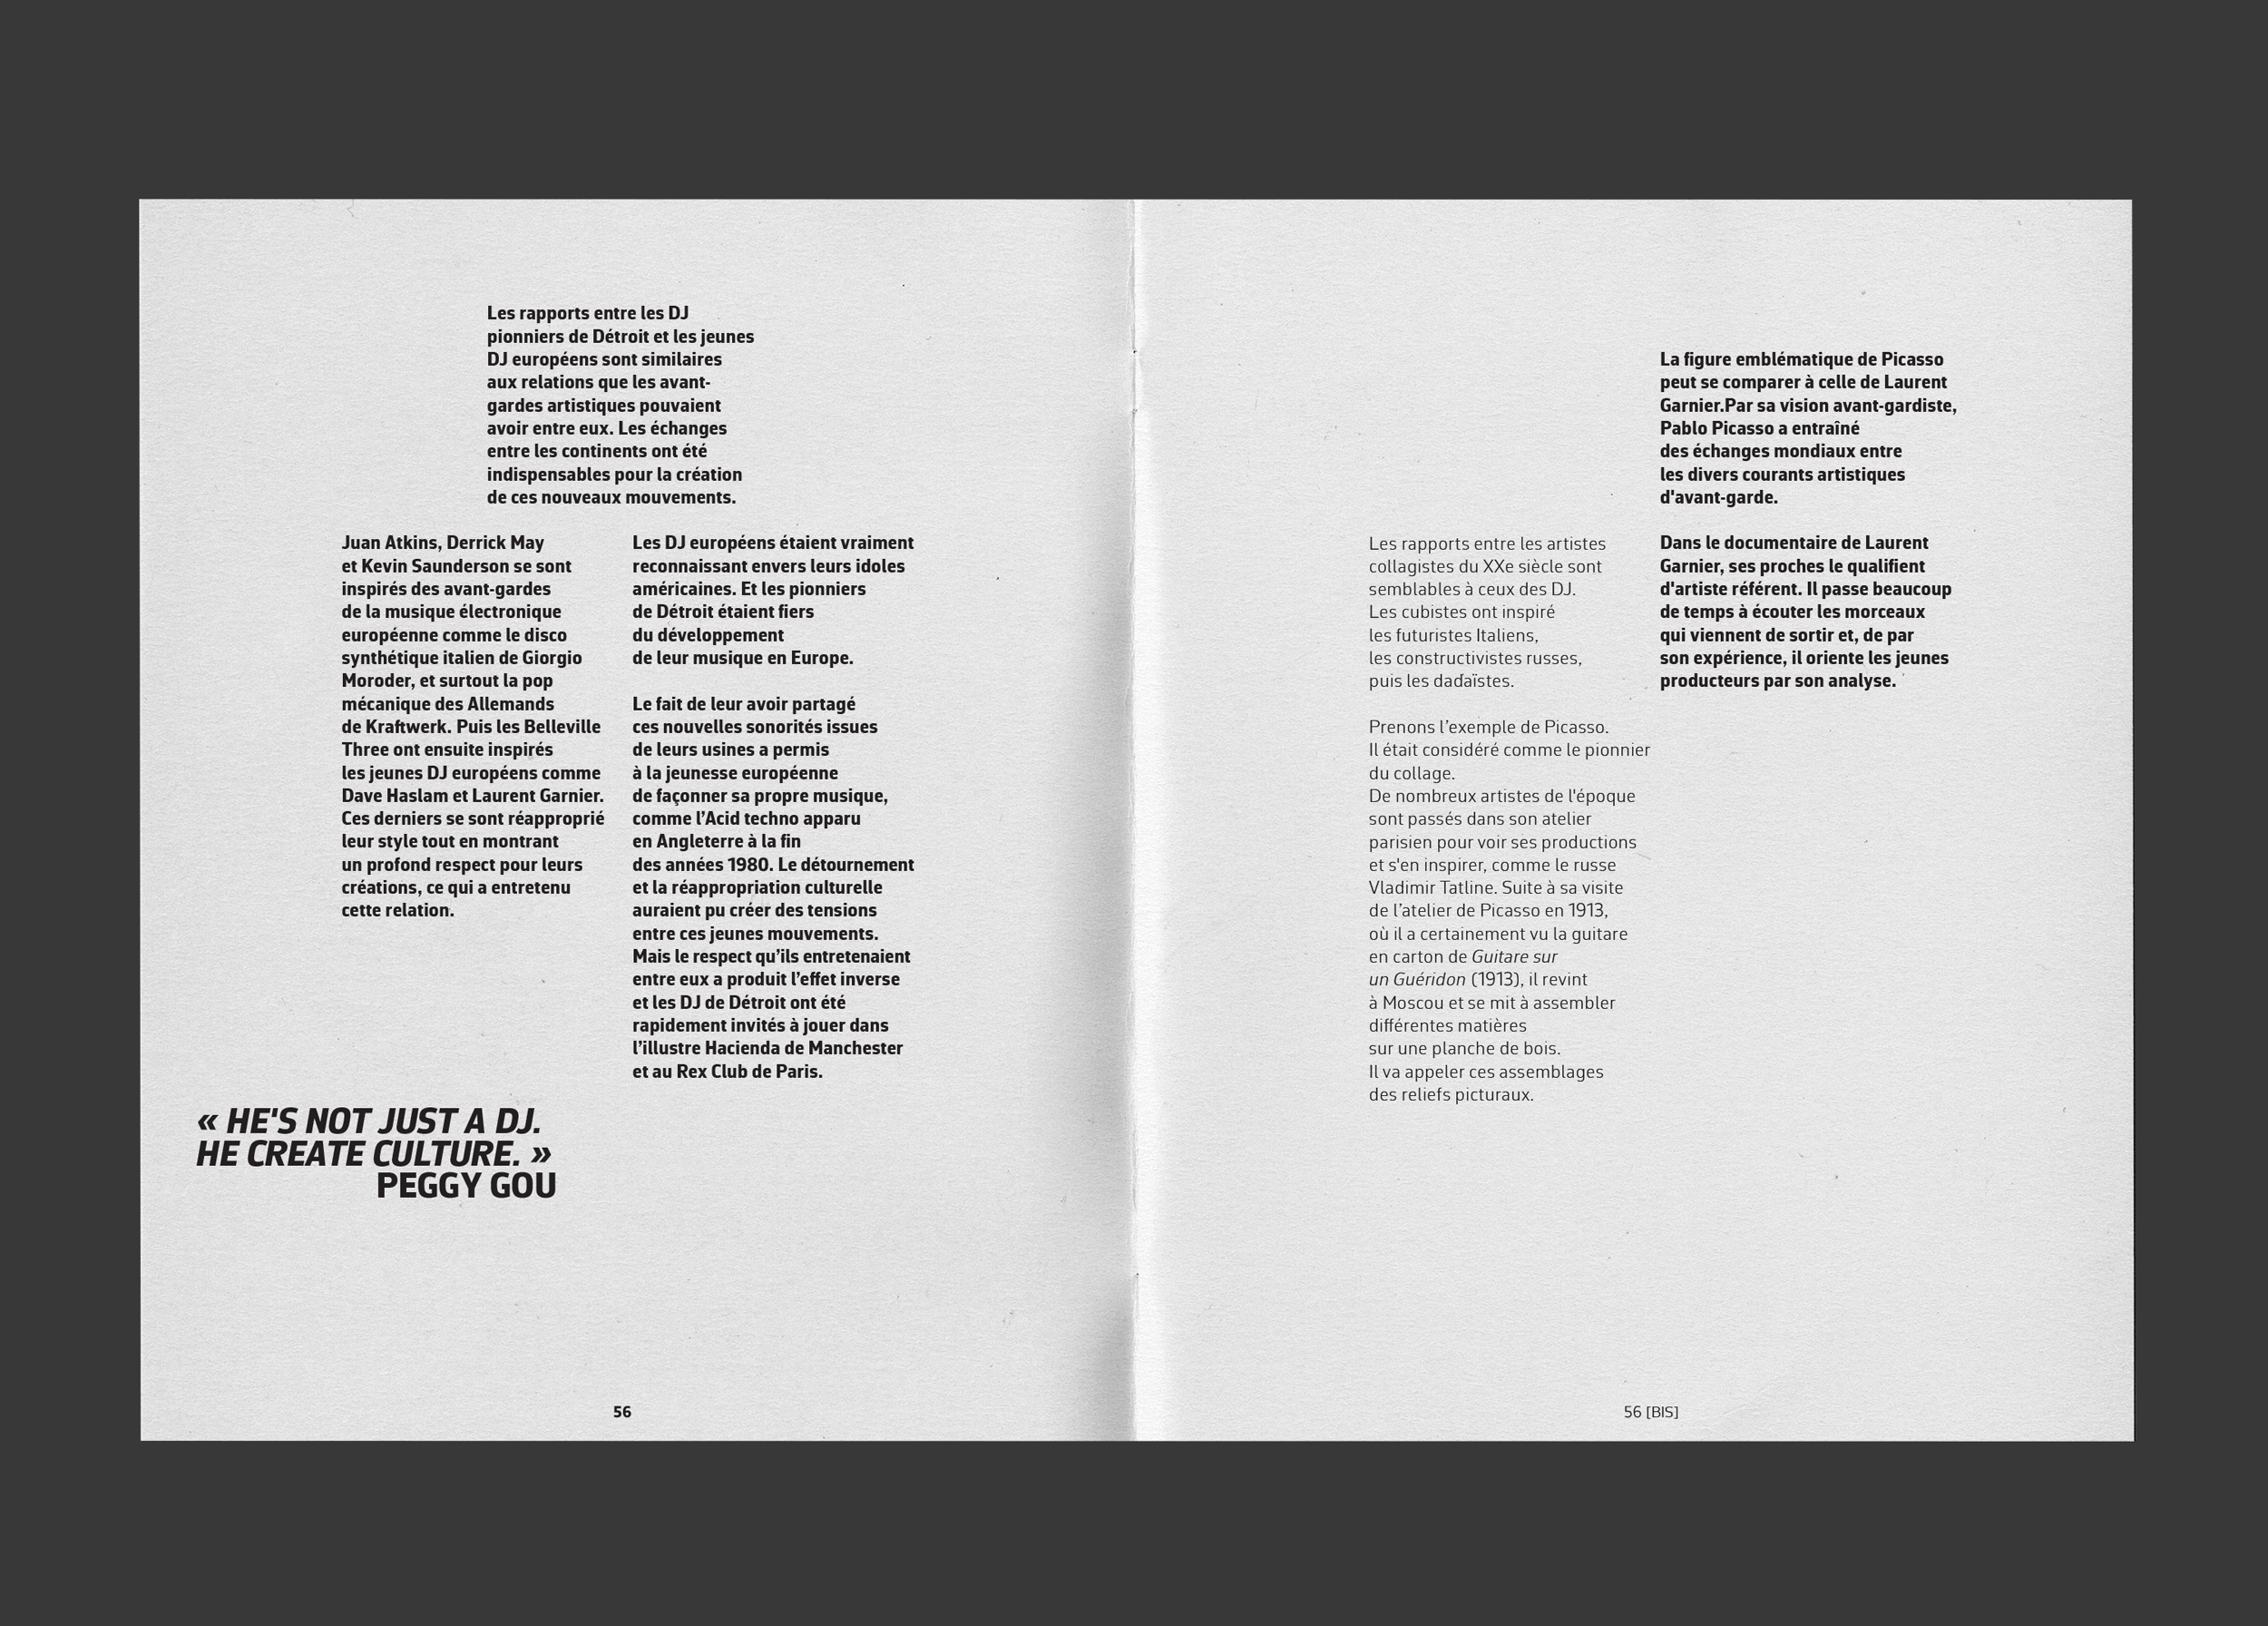 Les rapports entre les DJ
pionniers de Détroit et les jeunes
DJ européens sont similaires
aux relations que les avant-
gardes artistiques pouvaient
avoir entre eux. Les échanges
entre les continents ont été
indispensables pour la création
de ces nouveaux mouvements.
Juan Atkins, Derrick May
et Kevin Saunderson se sont
inspirés des avant-gardes
de la musique électronique
européenne comme le disco
synthétique italien de Giorgio
Moroder, et surtout la pop
mécanique des Allemands
de Kraftwerk. Puis les Belleville
Three ont ensuite inspirés
les jeunes DJ européens comme
Dave Haslam et Laurent Garnier.
Ces derniers se sont réapproprié
leur style tout en montrant
un profond respect pour leurs
créations, ce qui a entretenu
cette relation.
Les DJ européens étaient vraiment
reconnaissant envers leurs idoles
américaines. Et les pionniers
de Détroit étaient fiers
du développement
de leur musique en Europe.
Le fait de leur avoir partagé
ces nouvelles sonorités issues
de leurs usines a permis
à la jeunesse européenne
de façonner sa propre musique,
comme l’Acid techno apparu
en Angleterre à la fin
des années 1980. Le détournement
et la réappropriation culturelle
auraient pu créer des tensions
entre ces jeunes mouvements.
Mais le respect qu’ils entretenaient
entre eux a produit l’effet inverse
et les DJ de Détroit ont été
rapidement invités à jouer dans
l’illustre Hacienda de Manchester
et au Rex Club de Paris.
« HE'S NOT JUST A DJ.
HE CREATE CULTURE. »
PEGGY GOU
56
Les rapports entre les artistes
collagistes du XXe siècle sont
semblables à ceux des DJ.
Les cubistes ont inspiré
les futuristes Italiens,
les constructivistes russes,
puis les dadaïstes.
Prenons l’exemple de Picasso.
Il était considéré comme le pionnier
du collage.
De nombreux artistes de l'époque
sont passés dans son atelier
parisien pour voir ses productions
et s'en inspirer, comme le russe
Vladimir Tatline. Suite à sa visite
de l’atelier de Picasso en 1913,
où il a certainement vu la guitare
en carton de Guitare sur
un Guéridon (1913), il revint
à Moscou et se mit à assembler
différentes matières
sur une planche de bois.
Il va appeler ces assemblages
des reliefs picturaux.
La figure emblématique de Picasso
peut se comparer à celle de Laurent
Garnier.Par sa vision avant-gardiste,
Pablo Picasso a entraîné
des échanges mondiaux entre
les divers courants artistiques
d'avant-garde.
Dans le documentaire de Laurent
Garnier, ses proches le qualifient
d'artiste référent. Il passe beaucoup
de temps à écouter les morceaux
qui viennent de sortir et, de par
son expérience, il oriente les jeunes
producteurs par son analyse.
56 [BIS]